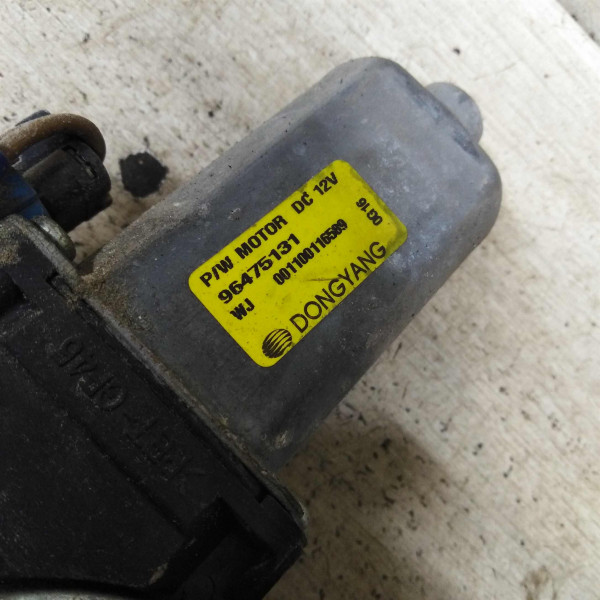 P/W MOTOR DC 12V
96475131
WJ 001100116589
DONGYANG